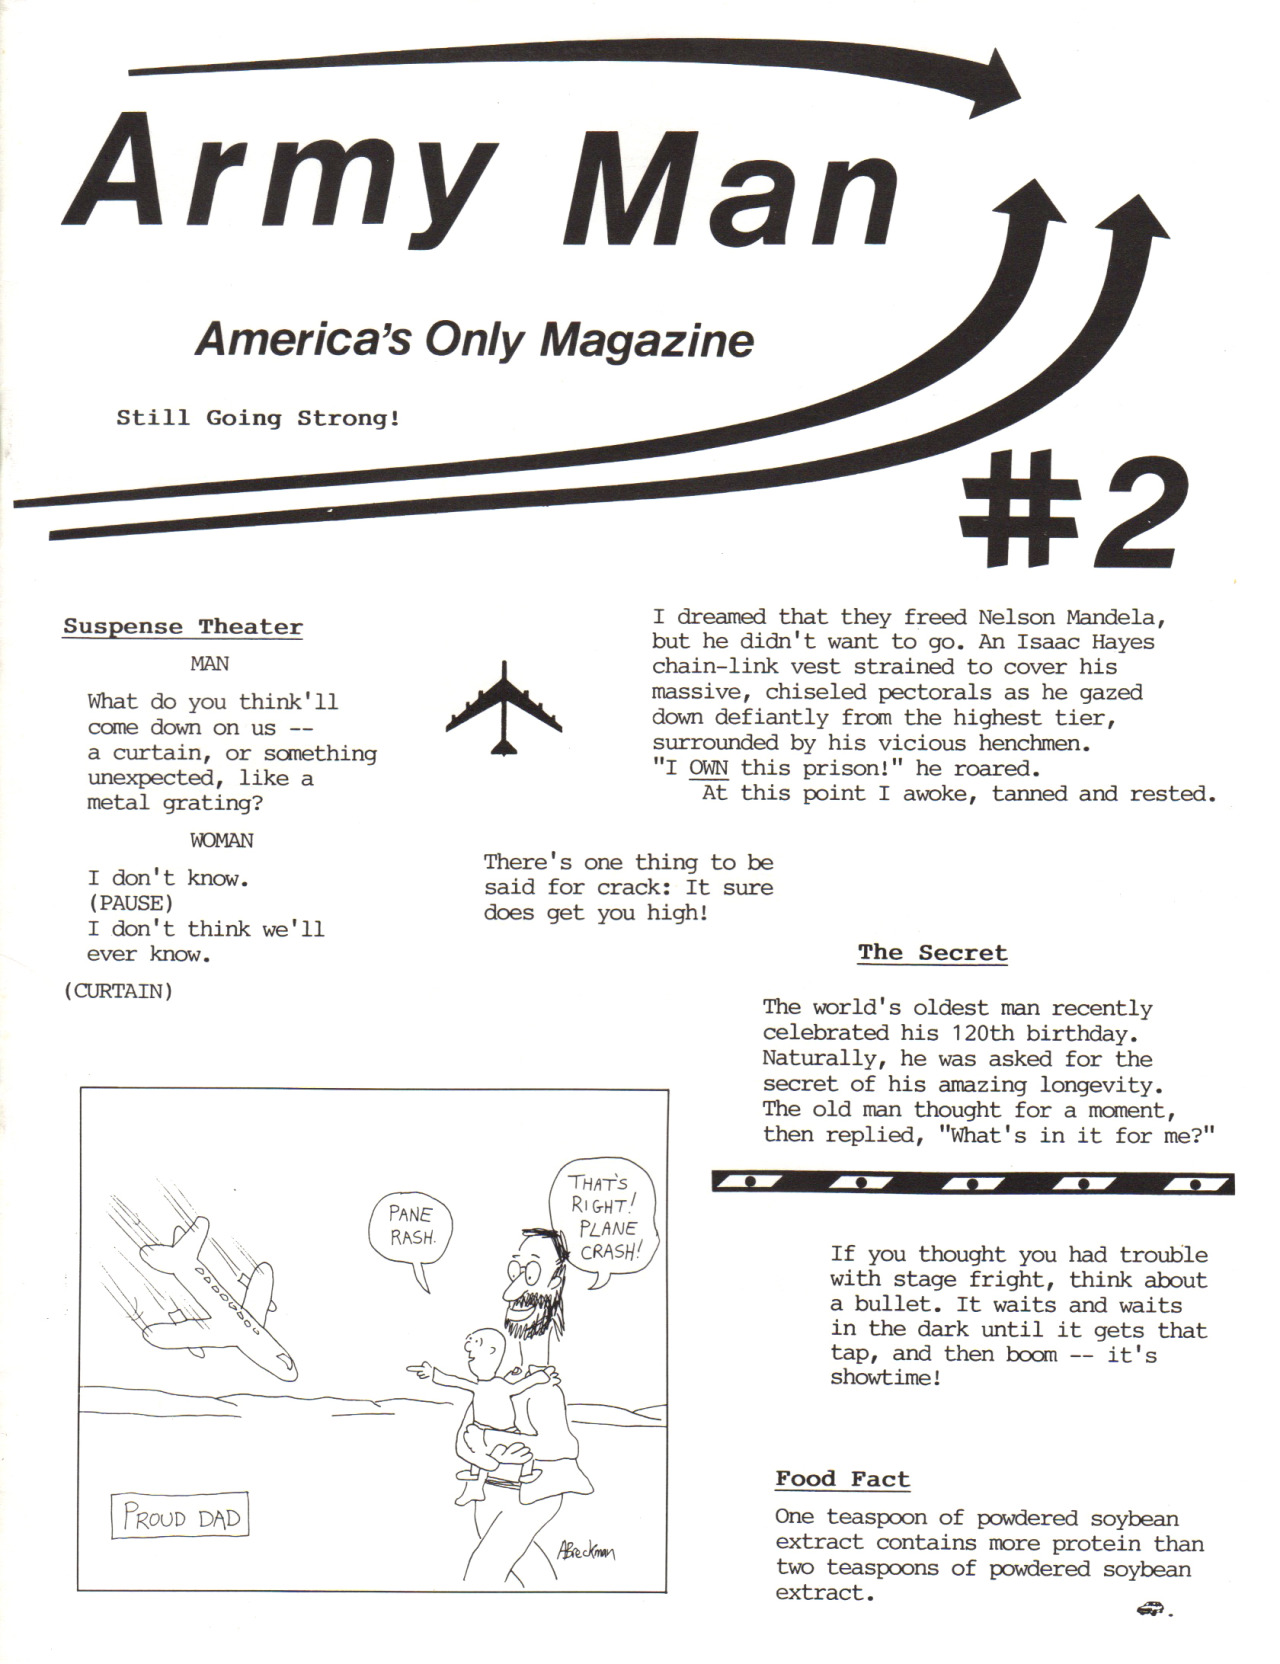 Army Man
America's Only Magazine
Still Going Strong!
#2
Suspense Theater
MAN
What do you think'll
come down on us --
a curtain, or something
unexpected, like a
metal grating?
WOMAN
I don't know.
(PAUSE)
I don't think we'll
ever know.
(CURTAIN)
I dreamed that they freed Nelson Mandela,
but he didn't want to go. An Isaac Hayes
chain-link vest strained to cover his
massive, chiseled pectorals as he gazed
down defiantly from the highest tier,
surrounded by his vicious henchmen.
"I OWN this prison!" he roared.
At this point I awoke, tanned and rested.
There's one thing to be
said for crack: It sure
does get you high!
The Secret
The world's oldest man recently
celebrated his 120th birthday.
Naturally, he was asked for the
secret of his amazing longevity.
The old man thought for a moment,
then replied, "What's in it for me?"
PANE
RASH.
THAT'S
RIGHT!
PLANE
CRASH!
PROUD DAD
ABreckman
If you thought you had trouble
with stage fright, think about
a bullet. It waits and waits
in the dark until it gets that
tap, and then boom -- it's
showtime!
Food Fact
One teaspoon of powdered soybean
extract contains more protein than
two teaspoons of powdered soybean
extract.